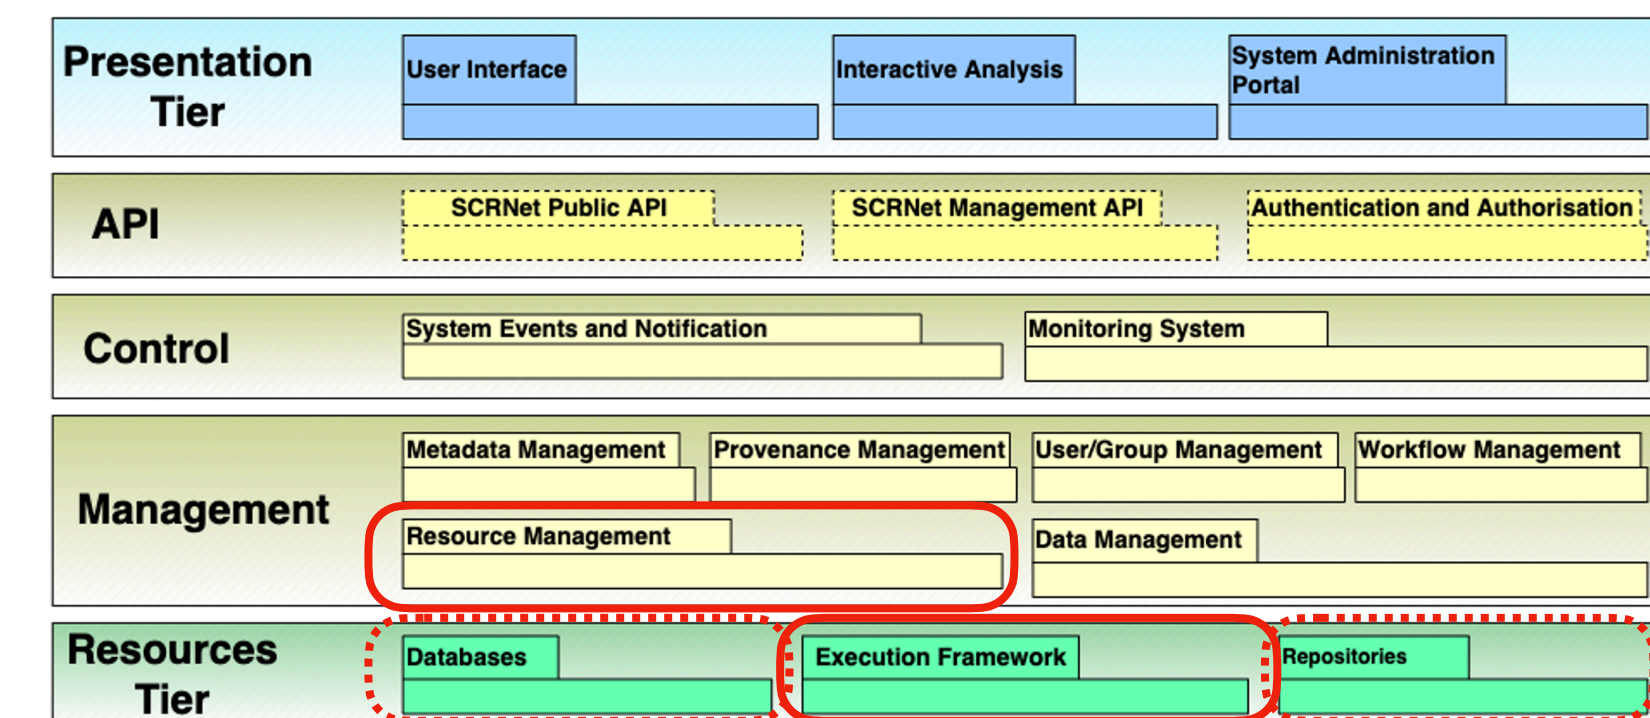 Presentation
Tier
User Interface
Interactive Analysis
System Administration
Portal
API
SCRNet Public API
SCRNet Management API
Authentication and Authorisation
Control
System Events and Notification
Monitoring System
Management
Metadata Management
Provenance Management
User/Group Management
Workflow Management
Resource Management
Data Management
Resources
Tier
Databases
Execution Framework
Repositories